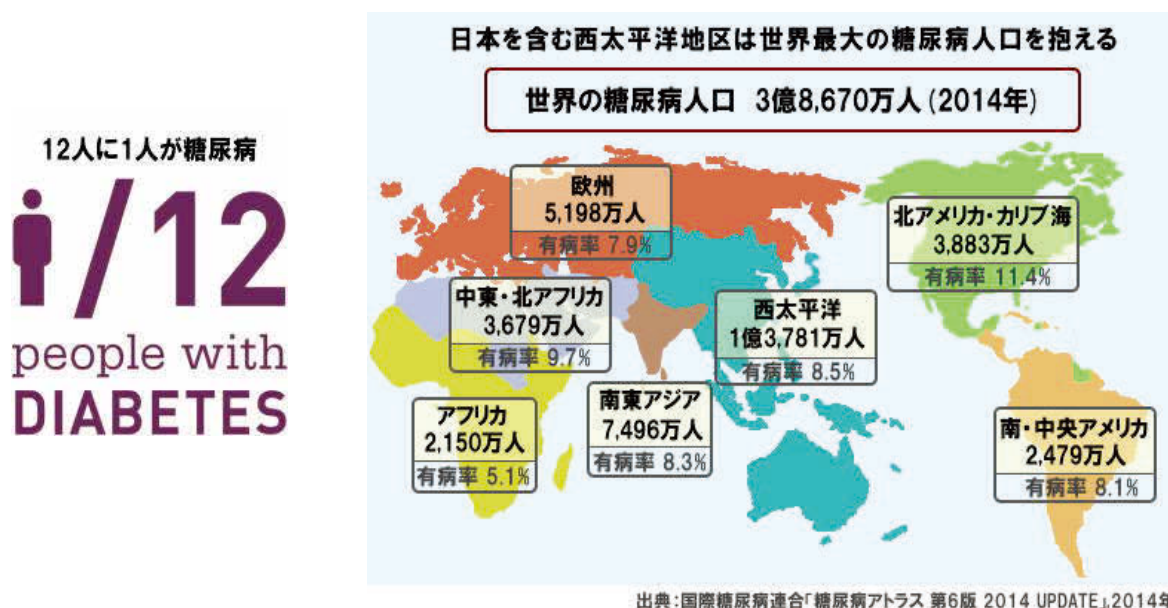 12人に1人が糖尿病
/12
people with
DIABETES
日本を含む西太平洋地区は世界最大の糖尿病人口を抱える
世界の糖尿病人口 3億8,670万人(2014年)
欧州
5,198万人
有病率 7.9%
北アメリカ・カリブ海
3,883万人
有病率 11.4%
中東・北アフリカ
3,679万人
有病率 9.7%
西太平洋
1億3,781万人
有病率 8.5%
アフリカ
2,150万人
有病率 5.1%
南東アジア
7,496万人
有病率 8.3%
南・中央アメリカ
2,479万人
有病率 8.1%
出典:国際糖尿病連合「糖尿病アトラス 第6版 2014 UPDATE」,2014年